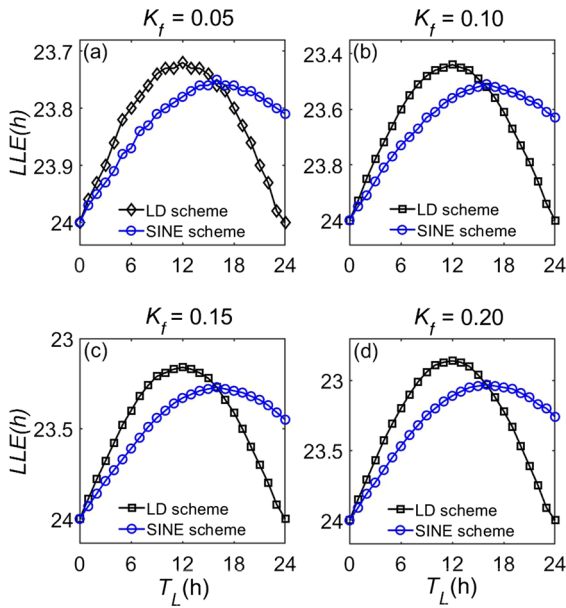 K_f = 0.05
K_f = 0.10
(a)
23.7
23.8
23.9
24
LLE(h)
LD scheme
SINE scheme
0 6 12 18 24
(b)
23.4
23.6
23.8
24
LD scheme
SINE scheme
0 6 12 18 24
K_f = 0.15
K_f = 0.20
(c)
23
23.5
24
LLE(h)
LD scheme
SINE scheme
0 6 12 18 24
T_L(h)
(d)
23
23.5
24
LD scheme
SINE scheme
0 6 12 18 24
T_L(h)